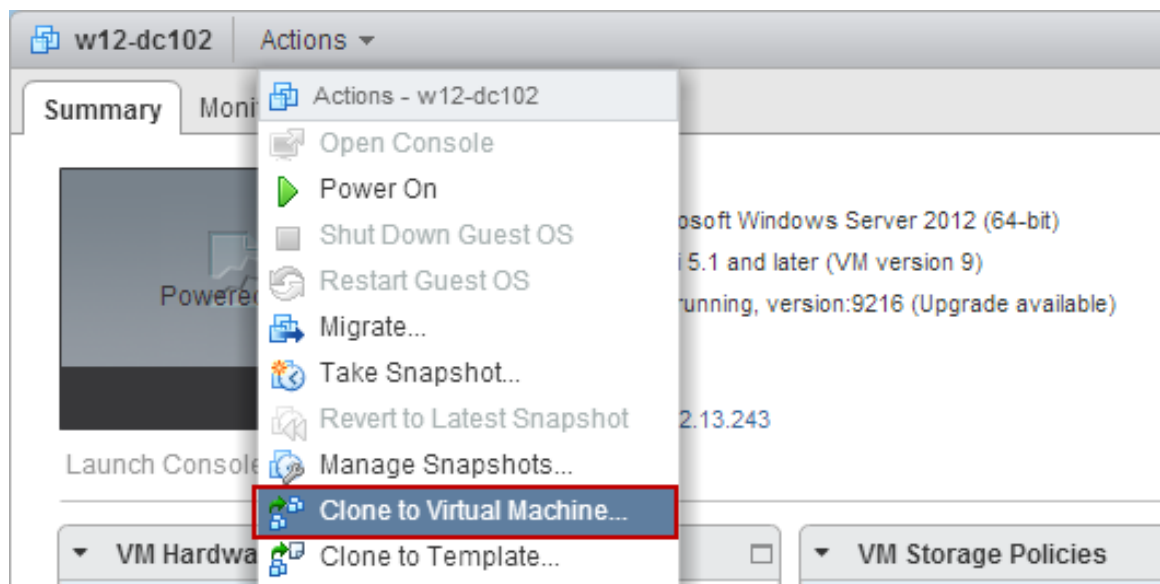 w12-dc102 Actions
Summary Moni
Actions - w12-dc102
Open Console
Power On
Shut Down Guest OS
Restart Guest OS
Migrate...
Take Snapshot...
Revert to Latest Snapshot
Manage Snapshots...
Clone to Virtual Machine...
Clone to Template...
Powered
Launch Console
osoft Windows Server 2012 (64-bit)
i 5.1 and later (VM version 9)
running, version:9216 (Upgrade available)
2.13.243
VM Hardwa
VM Storage Policies